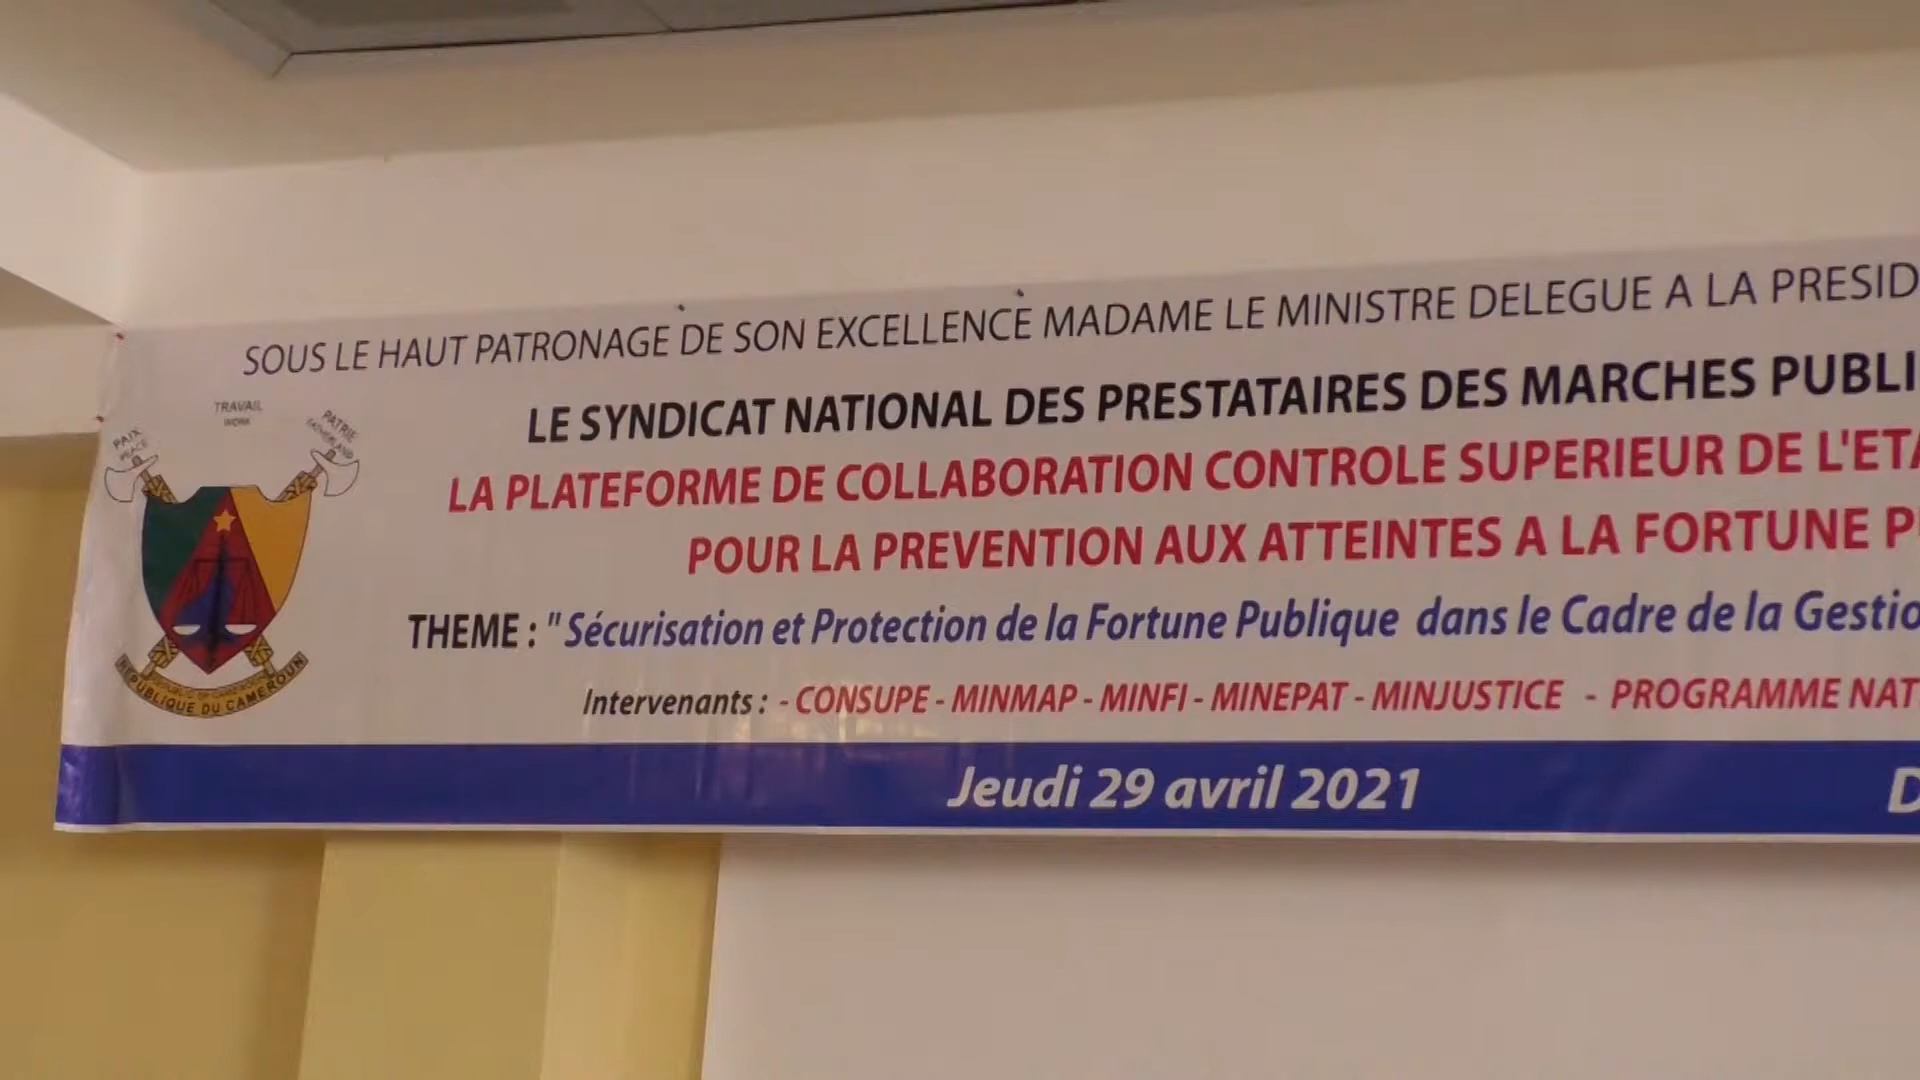 SOUS LE HAUT PATRONAGE DE SON EXCELLENCE MADAME LE MINISTRE DELEGUE A LA PRESID
LE SYNDICAT NATIONAL DES PRESTATAIRES DES MARCHES PUBLI
LA PLATEFORME DE COLLABORATION CONTROLE SUPERIEUR DE L'ETA
POUR LA PREVENTION AUX ATTEINTES A LA FORTUNE P
THEME : " Sécurisation et Protection de la Fortune Publique dans le Cadre de la Gestio
Intervenants : - CONSUPE - MINMAP - MINFI - MINEPAT - MINJUSTICE - PROGRAMME NAT
Jeudi 29 avril 2021
D
PAIX
PEACE
TRAVAIL
WORK
PATRIE
FATHERLAND
REPUBLIQUE DU CAMEROUN